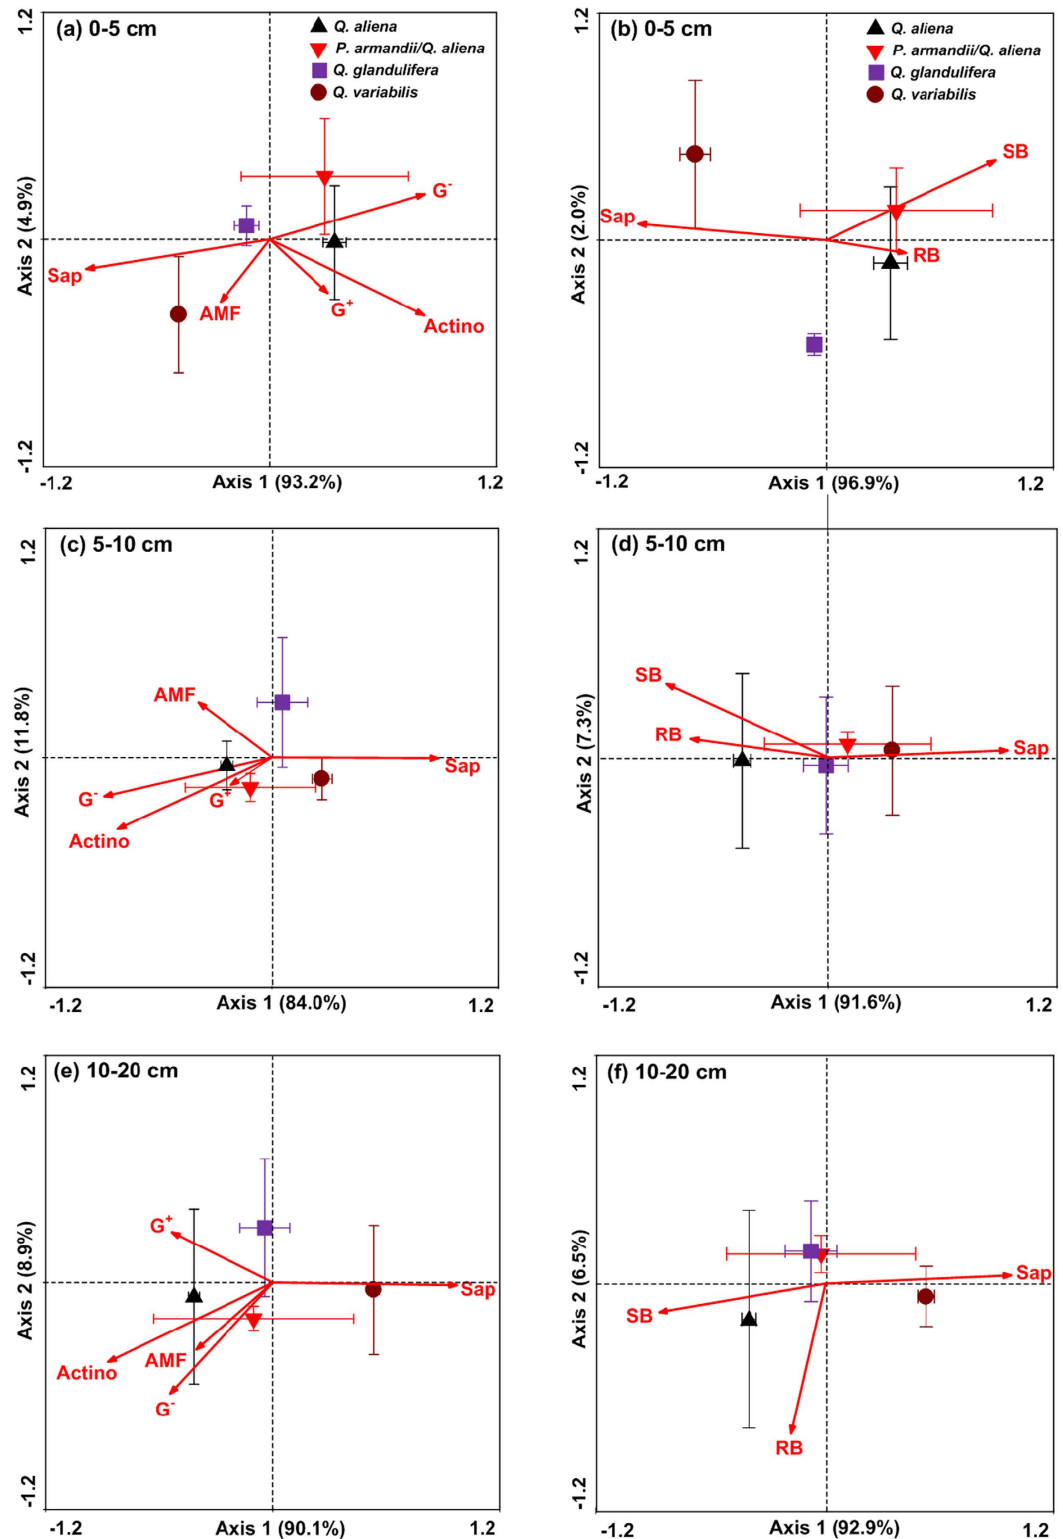 (a) 0-5 cm
Q. aliena
P. armandii/Q. aliena
Q. glandulifera
Q. variabilis
1.2
Axis 2 (4.9%)
-1.2
G⁻
Sap
AMF
G⁺
Actino
-1.2
Axis 1 (93.2%)
1.2
(b) 0-5 cm
Q. aliena
P. armandii/Q. aliena
Q. glandulifera
Q. variabilis
1.2
Axis 2 (2.0%)
-1.2
SB
Sap
RB
-1.2
Axis 1 (96.9%)
1.2
(c) 5-10 cm
1.2
Axis 2 (11.8%)
-1.2
AMF
Sap
G⁻
G⁺
Actino
-1.2
Axis 1 (84.0%)
1.2
(d) 5-10 cm
1.2
Axis 2 (7.3%)
-1.2
SB
RB
Sap
-1.2
Axis 1 (91.6%)
1.2
(e) 10-20 cm
1.2
Axis 2 (8.9%)
-1.2
G⁺
Sap
Actino
AMF
G⁻
-1.2
Axis 1 (90.1%)
1.2
(f) 10-20 cm
1.2
Axis 2 (6.5%)
-1.2
Sap
SB
RB
-1.2
Axis 1 (92.9%)
1.2